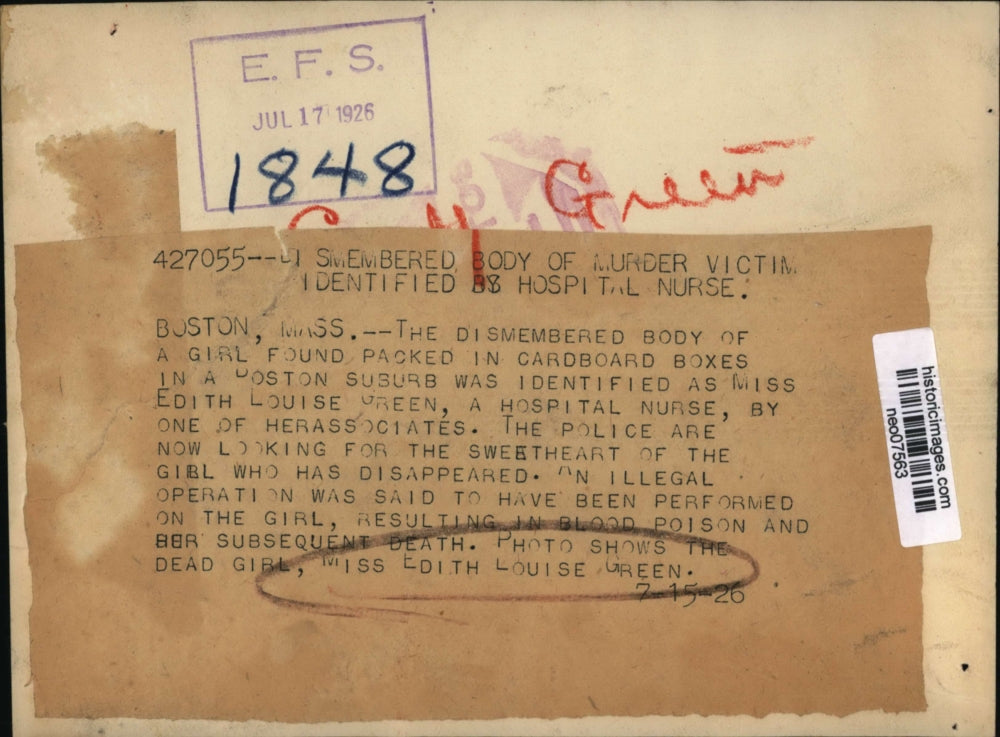 E. F. S.
JUL 17 1926
1848
Green
427055--DISMEMBERED BODY OF MURDER VICTIM
IDENTIFIED BY HOSPITAL NURSE.
BOSTON, MASS.--THE DISMEMBERED BODY OF
A GIRL FOUND PACKED IN CARDBOARD BOXES
IN A BOSTON SUBURB WAS IDENTIFIED AS MISS
EDITH LOUISE GREEN, A HOSPITAL NURSE, BY
ONE OF HERASSOCIATES. THE POLICE ARE
NOW LOOKING FOR THE SWEETHEART OF THE
GIRL WHO HAS DISAPPEARED. AN ILLEGAL
OPERATION WAS SAID TO HAVE BEEN PERFORMED
ON THE GIRL, RESULTING IN BLOOD POISON AND
HER SUBSEQUENT DEATH. PHOTO SHOWS THE
DEAD GIRL, MISS EDITH LOUISE GREEN.
7-15-26
historicimages.com
neo07563